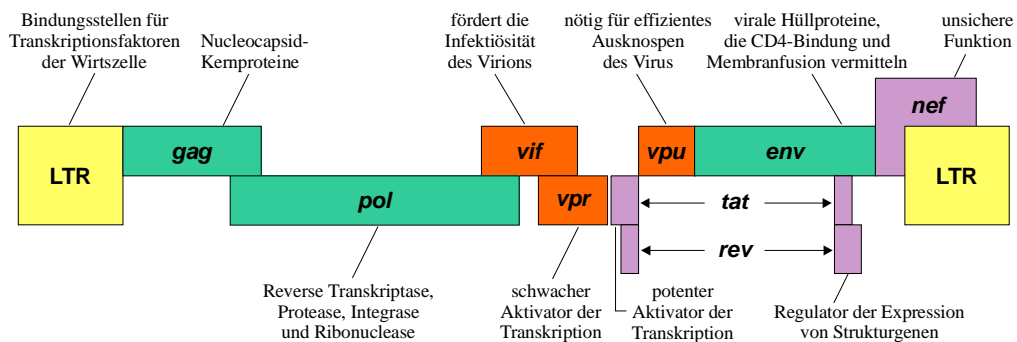 Bindungsstellen für
Transkriptionsfaktoren
der Wirtszelle
Nucleocapsid-
Kernproteine
fördert die
Infektiösität
des Virions
nötig für effizientes
Ausknospen
des Virus
virale Hüllproteine,
die CD4-Bindung und
Membranfusion vermitteln
unsichere
Funktion
LTR
gag
pol
vif
vpr
vpu
env
nef
LTR
tat
rev
Reverse Transkriptase,
Protease, Integrase
und Ribonuclease
schwacher
Aktivator der
Transkription
potenter
Aktivator der
Transkription
Regulator der Expression
von Strukturgenen